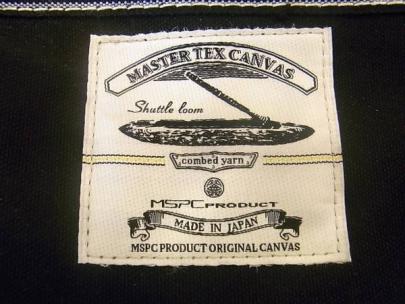 MASTER TEX CANVAS
Shuttle loom
combed yarn
MSPC PRODUCT
MADE IN JAPAN
MSPC PRODUCT ORIGINAL CANVAS